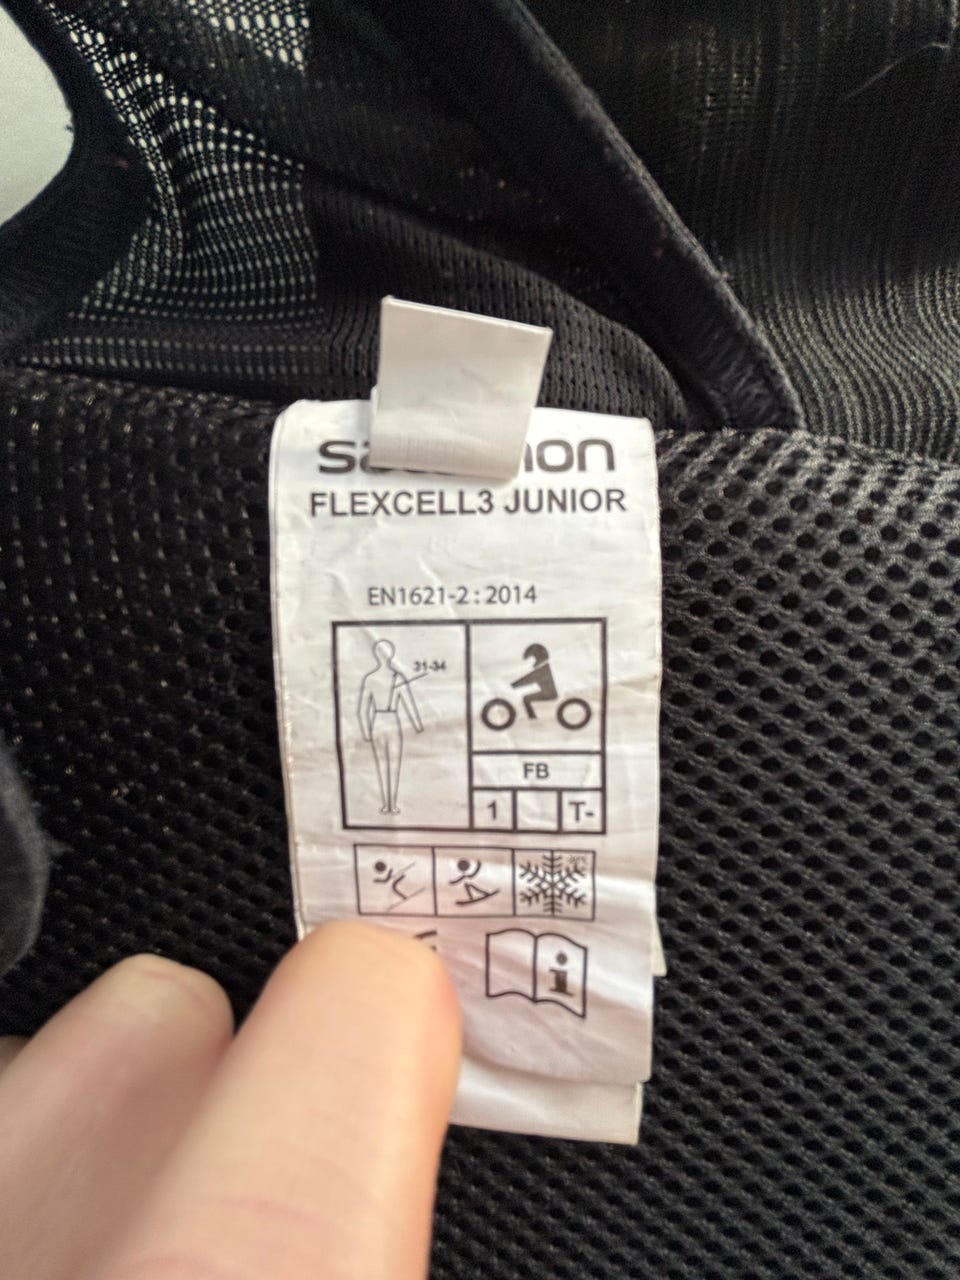 FLEXCELL3 JUNIOR
EN1621-2 : 2014
31-34
FB
1 T-
i